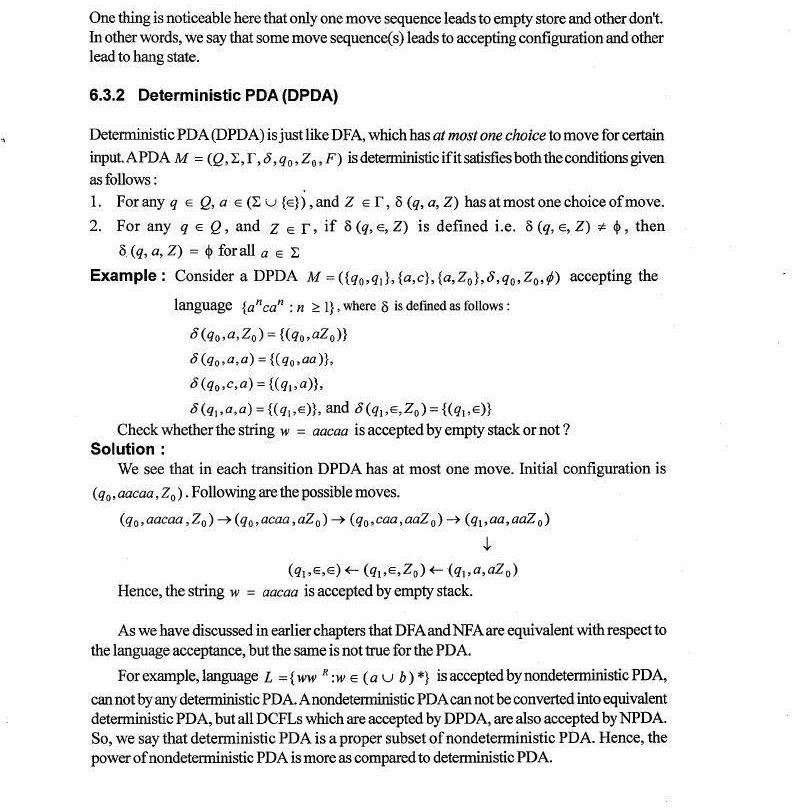 One thing is noticeable here that only one move sequence leads to empty store and other don't.
In other words, we say that some move sequence(s) leads to accepting configuration and other
lead to hang state.
6.3.2 Deterministic PDA (DPDA)
Deterministic PDA (DPDA) is just like DFA, which has at most one choice to move for certain
input. A PDA M = (Q, Σ, Γ, δ, q₀, Z₀, F) is deterministic if it satisfies both the conditions given
as follows :
1. For any q ∈ Q, a ∈ (Σ ∪ {∈}), and Z ∈ Γ, δ (q, a, Z) has at most one choice of move.
2. For any q ∈ Q, and Z ∈ Γ, if δ (q, ∈, Z) is defined i.e. δ (q, ∈, Z) ≠ ϕ, then
δ (q, a, Z) = ϕ for all a ∈ Σ
Example : Consider a DPDA M = ({q₀,q₁},{a,c},{a,Z₀},δ,q₀,Z₀,ϕ) accepting the
language {aⁿcaⁿ : n ≥ 1}, where δ is defined as follows :
δ(q₀,a,Z₀) = {(q₀,aZ₀)}
δ(q₀,a,a) = {(q₀,aa)},
δ(q₀,c,a) = {(q₁,a)},
δ(q₁,a,a) = {(q₁,∈)}, and δ(q₁,∈,Z₀) = {(q₁,∈)}
Check whether the string w = aacaa is accepted by empty stack or not ?
Solution :
We see that in each transition DPDA has at most one move. Initial configuration is
(q₀,aacaa,Z₀). Following are the possible moves.
(q₀,aacaa,Z₀) → (q₀,acaa,aZ₀) → (q₀,caa,aaZ₀) → (q₁,aa,aaZ₀)
↓
(q₁,∈,∈) ← (q₁,∈,Z₀) ← (q₁,a,aZ₀)
Hence, the string w = aacaa is accepted by empty stack.
As we have discussed in earlier chapters that DFA and NFA are equivalent with respect to
the language acceptance, but the same is not true for the PDA.
For example, language L = {wwᴿ : w ∈ (a ∪ b)*} is accepted by nondeterministic PDA,
can not by any deterministic PDA. A nondeterministic PDA can not be converted into equivalent
deterministic PDA, but all DCFLs which are accepted by DPDA, are also accepted by NPDA.
So, we say that deterministic PDA is a proper subset of nondeterministic PDA. Hence, the
power of nondeterministic PDA is more as compared to deterministic PDA.